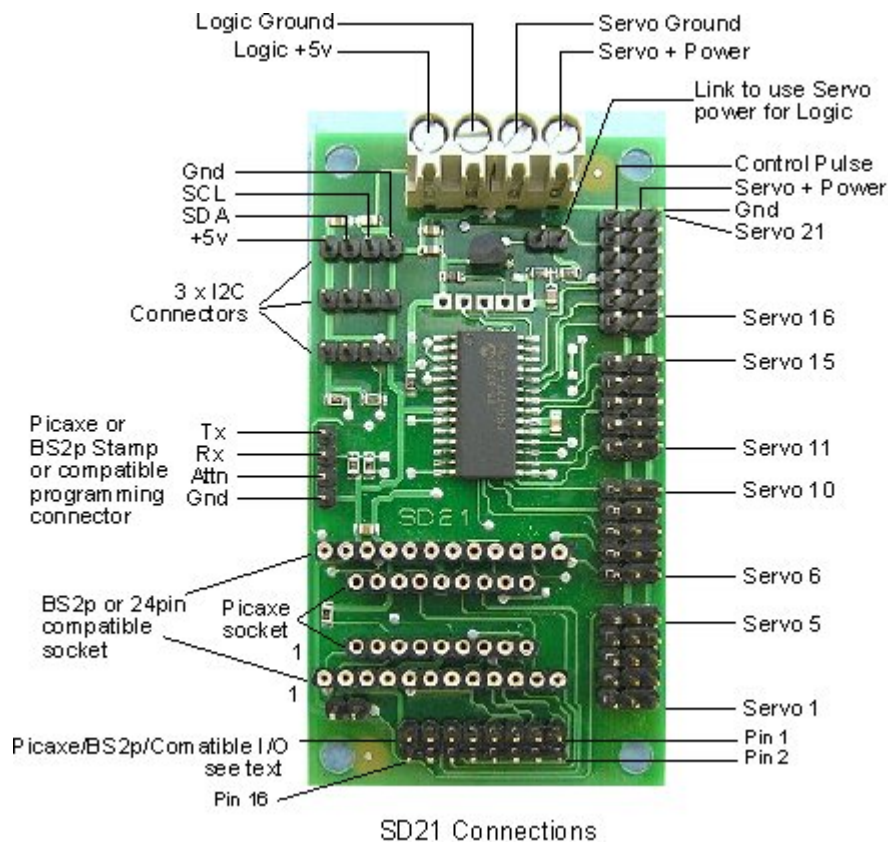 Logic Ground
Logic +5v
Servo Ground
Servo + Power
Link to use Servo
power for Logic
Gnd
SCL
SDA
+5v
Control Pulse
Servo + Power
Gnd
Servo 21
3 x I2C
Connectors
Servo 16
Servo 15
Picaxe or
BS2p Stamp
or compatible
programming
connector
Tx
Rx
Attn
Gnd
Servo 11
Servo 10
SD21
BS2p or 24pin
compatible
socket
Picaxe
socket
1
1
Servo 6
Servo 5
Servo 1
Picaxe/BS2p/Comatible I/O
see text
Pin 16
Pin 1
Pin 2
SD21 Connections